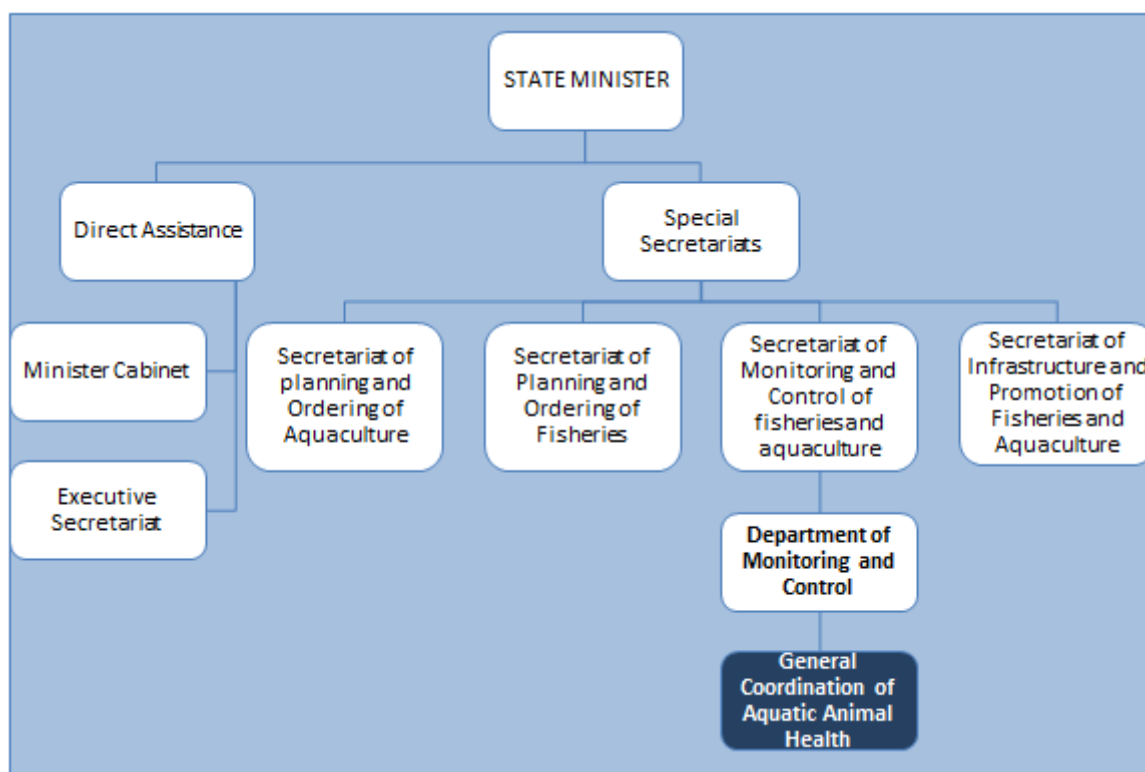 STATE MINISTER
Direct Assistance
Special
Secretariats
Minister Cabinet
Executive
Secretariat
Secretariat of
planning and
Ordering of
Aquaculture
Secretariat of
Planning and
Ordering of
Fisheries
Secretariat of
Monitoring and
Control of
fisheries and
aquaculture
Secretariat of
Infrastructure and
Promotion of
Fisheries and
Aquaculture
Department of
Monitoring and
Control
General
Coordination of
Aquatic Animal
Health